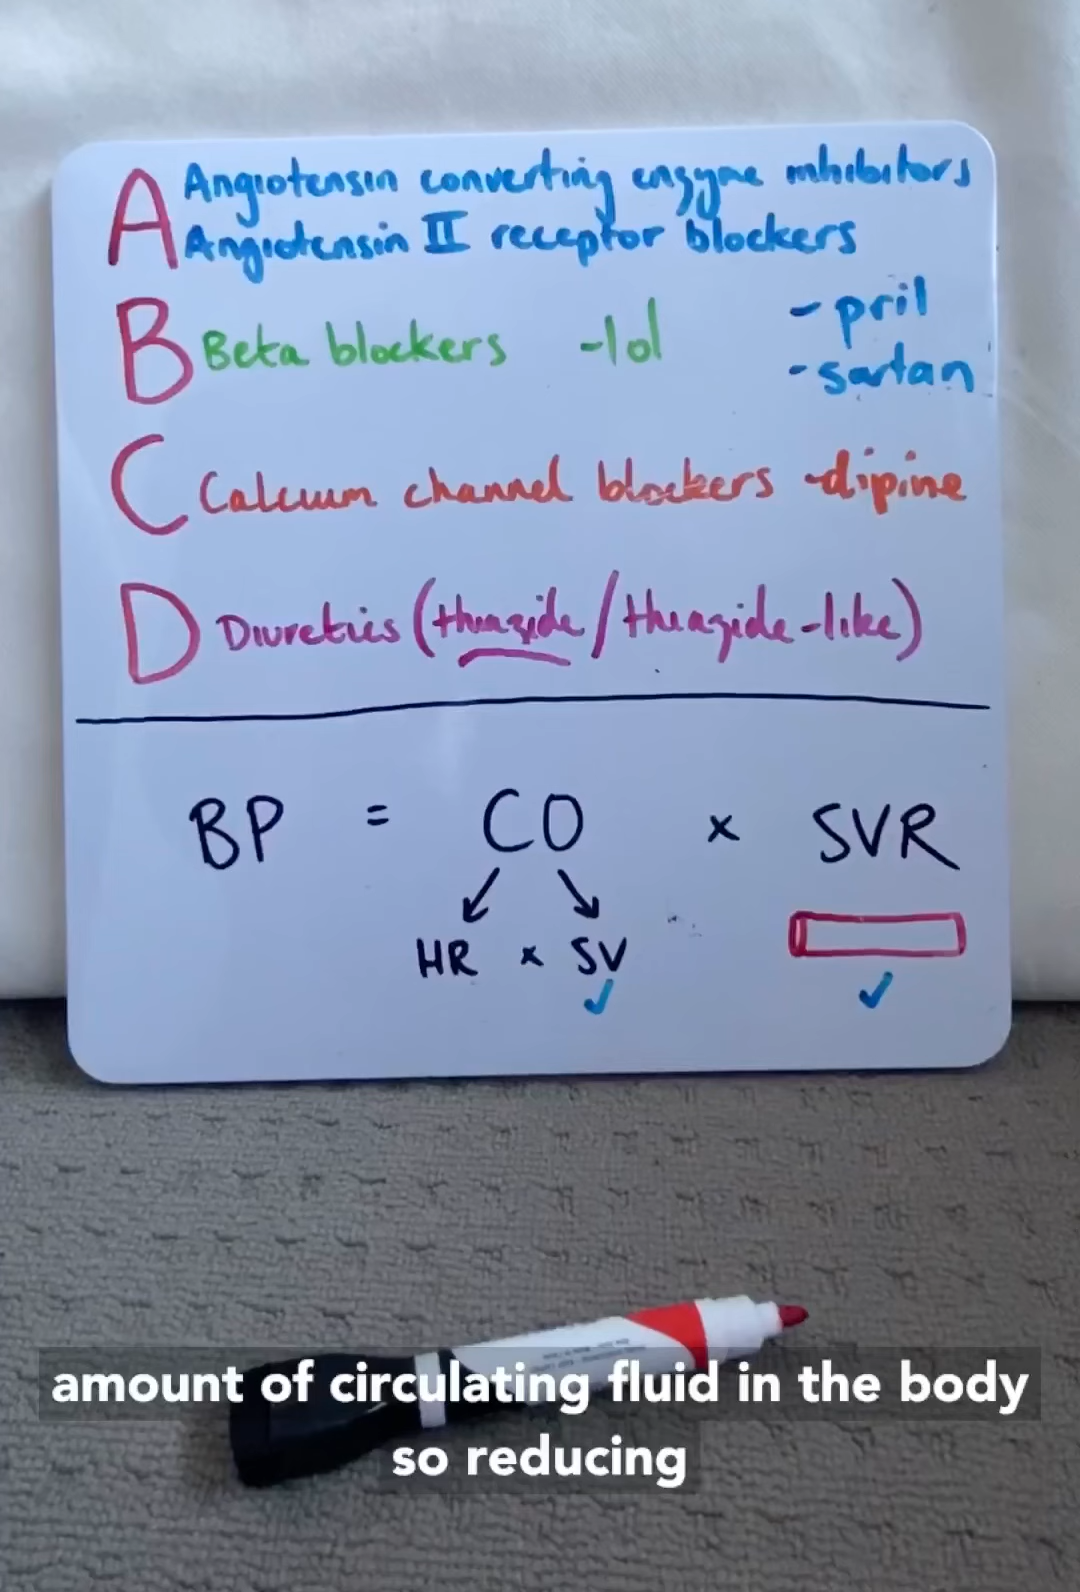 A Angiotensin converting enzyme inhibitors
Angiotensin II receptor blockers
- pril
B Beta blockers -lol
- sartan
C Calcium channel blockers -dipine
D Diuretics (thiazide/thiazide-like)
BP = CO x SVR
HR x SV
amount of circulating fluid in the body
so reducing